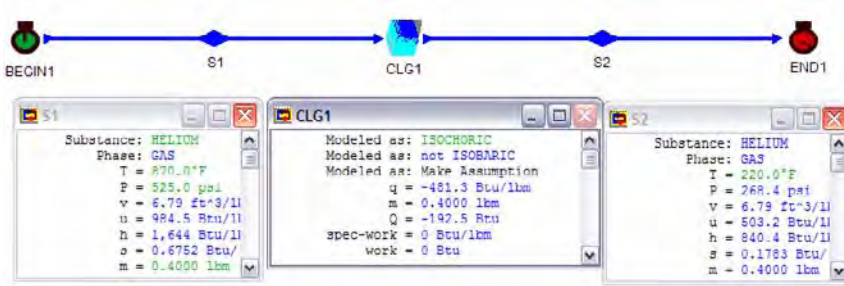 BEGIN1
S1
CLG1
S2
END1
S1
Substance: HELIUM
Phase: GAS
T = 870.0°F
P = 525.0 psi
v = 6.79 ft^3/lb
u = 984.5 Btu/lb
h = 1,644 Btu/lb
s = 0.6752 Btu/
m = 0.4000 lbm
CLG1
Modeled as: ISOCHORIC
Modeled as: not ISOBARIC
Modeled as: Make Assumption
q = -481.3 Btu/lbm
m = 0.4000 lbm
Q = -192.5 Btu
spec-work = 0 Btu/lbm
work = 0 Btu
S2
Substance: HELIUM
Phase: GAS
T = 220.0°F
P = 268.4 psi
v = 6.79 ft^3/l
u = 503.2 Btu/l
h = 840.4 Btu/l
s = 0.1783 Btu/
m = 0.4000 lbm